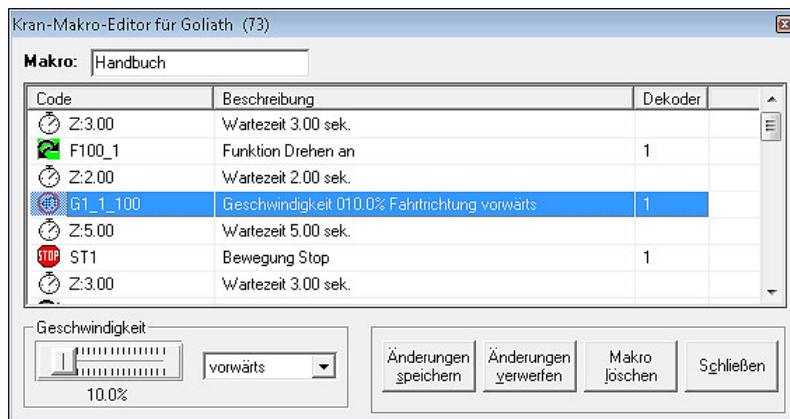 Kran-Makro-Editor für Goliath (73)
Makro: Handbuch
Code Beschreibung Dekoder
Z:3.00 Wartezeit 3.00 sek.
F100_1 Funktion Drehen an 1
Z:2.00 Wartezeit 2.00 sek.
G1_1_100 Geschwindigkeit 010.0% Fahrtrichtung vorwärts 1
Z:5.00 Wartezeit 5.00 sek.
STOP ST1 Bewegung Stop 1
Z:3.00 Wartezeit 3.00 sek.
Geschwindigkeit
10.0%
vorwärts
Änderungen speichern
Änderungen verwerfen
Makro löschen
Schließen